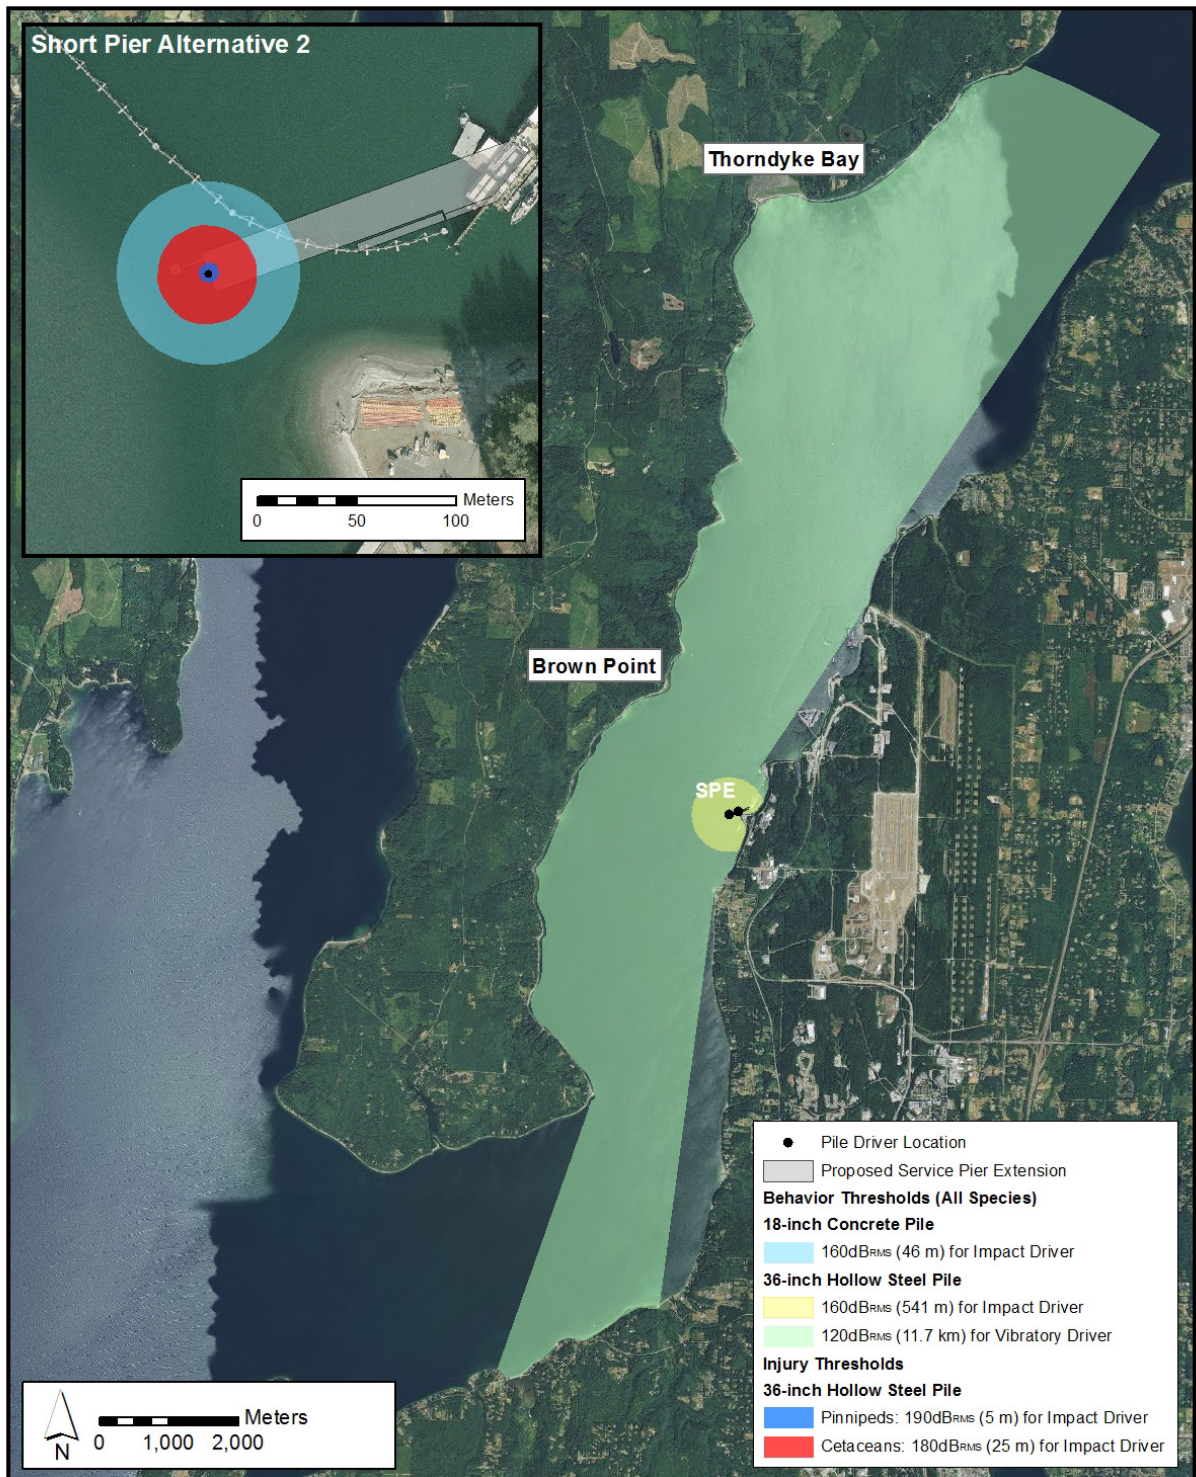 Short Pier Alternative 2
Meters
0 50 100
Thorndyke Bay
Brown Point
SPE
Pile Driver Location
Proposed Service Pier Extension
Behavior Thresholds (All Species)
18-inch Concrete Pile
160dBRMS (46 m) for Impact Driver
36-inch Hollow Steel Pile
160dBRMS (541 m) for Impact Driver
120dBRMS (11.7 km) for Vibratory Driver
Injury Thresholds
36-inch Hollow Steel Pile
Pinnipeds: 190dBRMS (5 m) for Impact Driver
Cetaceans: 180dBRMS (25 m) for Impact Driver
N
Meters
0 1,000 2,000